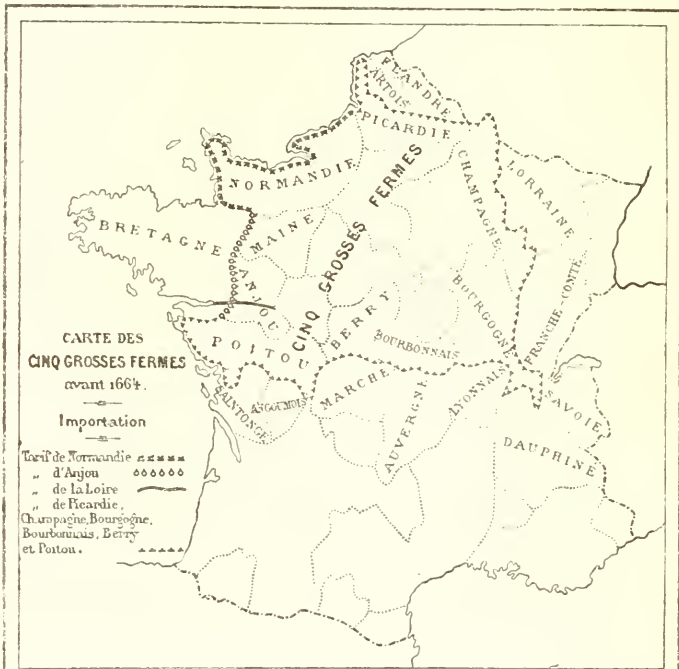 FLANDRE
ARTOIS
PICARDIE
NORMANDIE
CHAMPAGNE
LORRAINE
BRETAGNE
MAINE
ANJOU
CINQ GROSSES FERMES
POITOU
BERRY
BOURBONNAIS
BOURGOGNE
FRANCHE-COMTÉ
SAINTONGE
ANGOUMOIS
MARCHE
AUVERGNE
LYONNAIS
SAVOIE
DAUPHINE
CARTE DES
CINQ GROSSES FERMES
avant 1664.
Importation
Tarif de Normandie
„ d'Anjou
„ de la Loire
„ de Picardie,
Champagne, Bourgogne,
Bourbonnais, Berry
et Poitou.